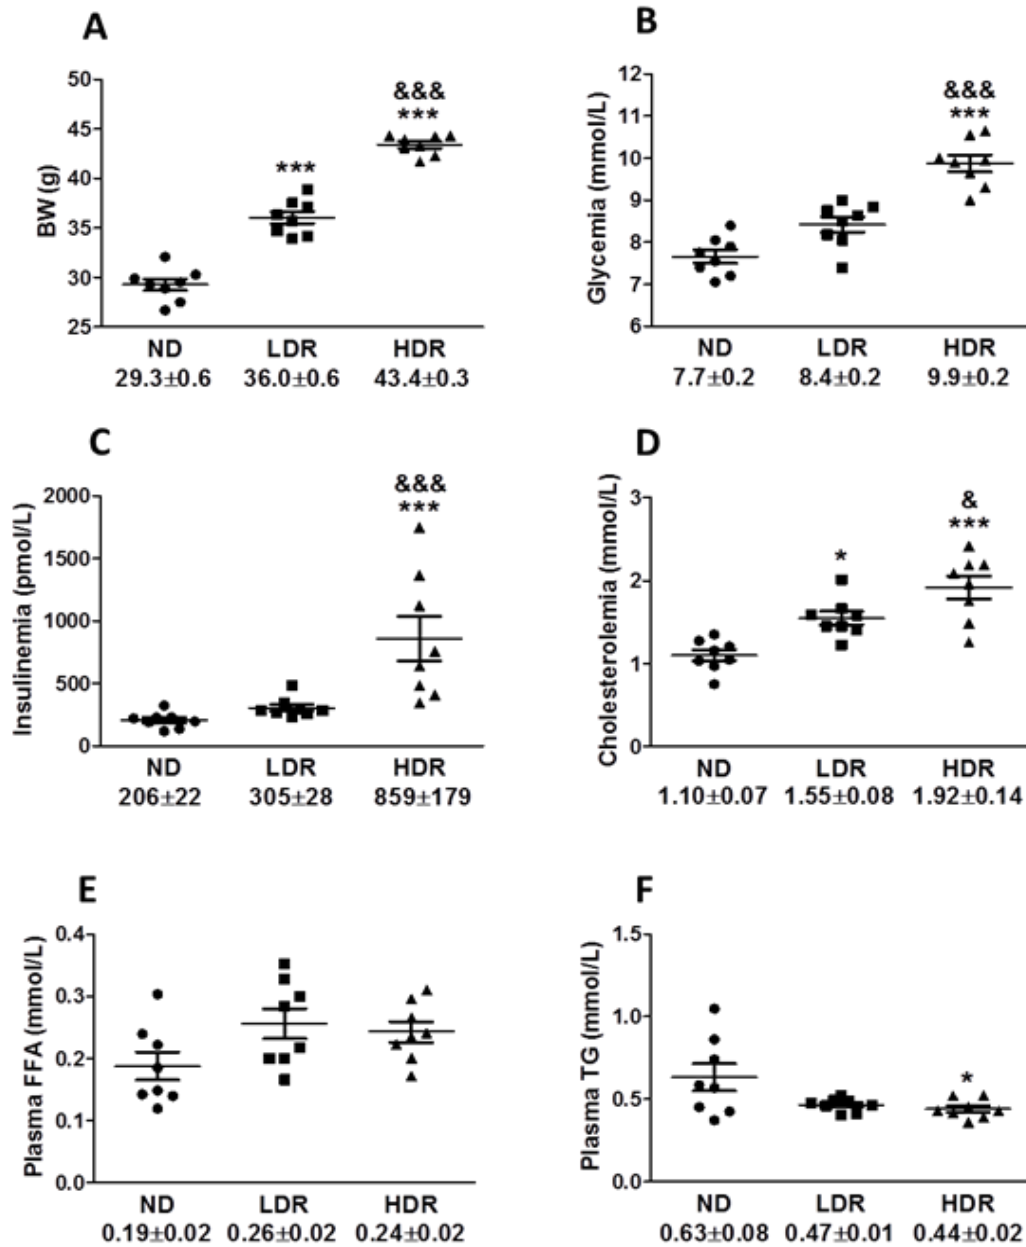 A
BW (g)
50
45
40
35
30
25
***
&&&
***
ND LDR HDR
29.3±0.6 36.0±0.6 43.4±0.3
B
Glycemia (mmol/L)
12
11
10
9
8
7
6
&&&
***
ND LDR HDR
7.7±0.2 8.4±0.2 9.9±0.2
C
Insulinemia (pmol/L)
2000
1500
1000
500
0
&&&
***
ND LDR HDR
206±22 305±28 859±179
D
Cholesterolemia (mmol/L)
3
2
1
0
*
&
***
ND LDR HDR
1.10±0.07 1.55±0.08 1.92±0.14
E
Plasma FFA (mmol/L)
0.4
0.3
0.2
0.1
0.0
ND LDR HDR
0.19±0.02 0.26±0.02 0.24±0.02
F
Plasma TG (mmol/L)
1.5
1.0
0.5
0.0
*
ND LDR HDR
0.63±0.08 0.47±0.01 0.44±0.02